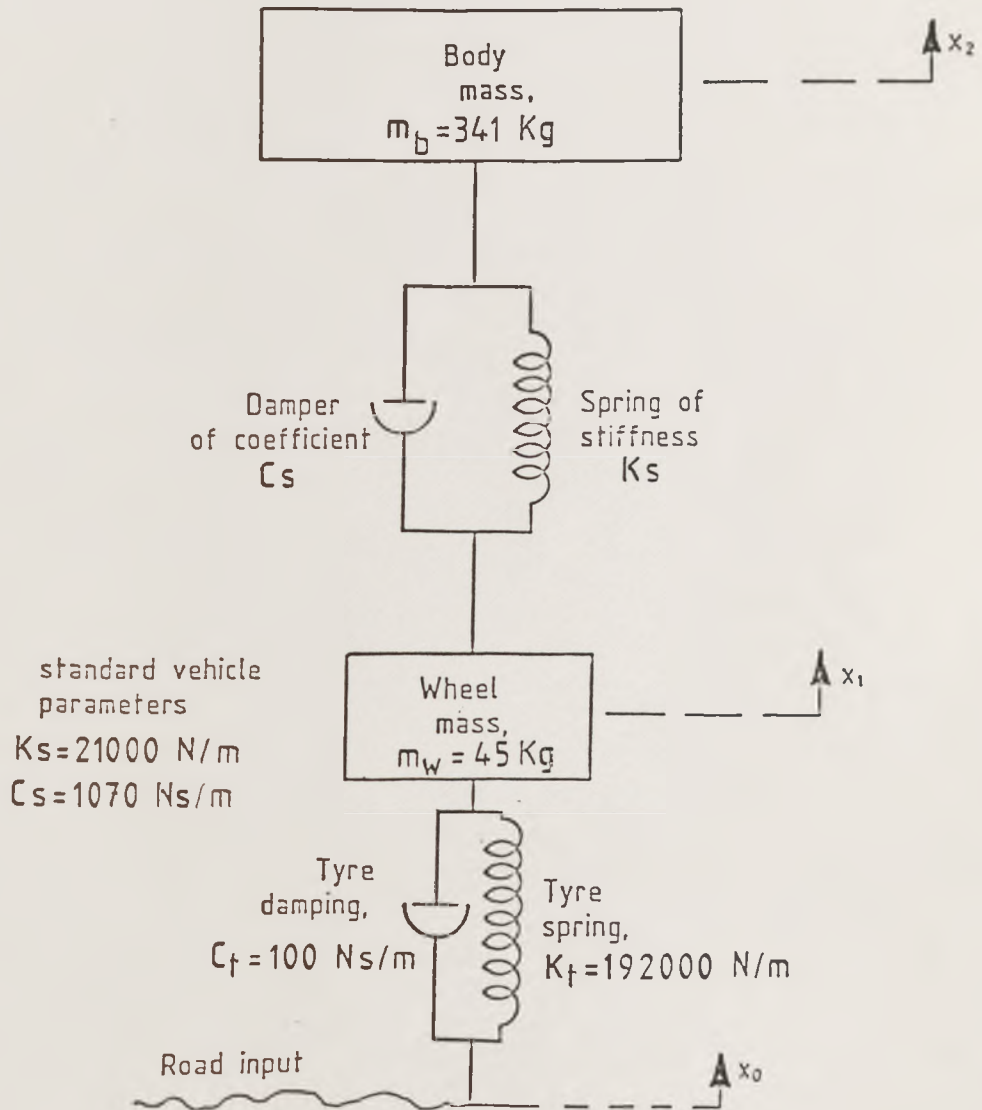 Body
mass,
m_b = 341 Kg
x₂
Damper
of coefficient
Cs
Spring of
stiffness
Ks
standard vehicle
parameters
Ks=21000 N/m
Cs=1070 Ns/m
Wheel
mass,
m_w = 45 Kg
x₁
Tyre
damping,
C_t = 100 Ns/m
Tyre
spring,
K_t = 192000 N/m
Road input
x₀